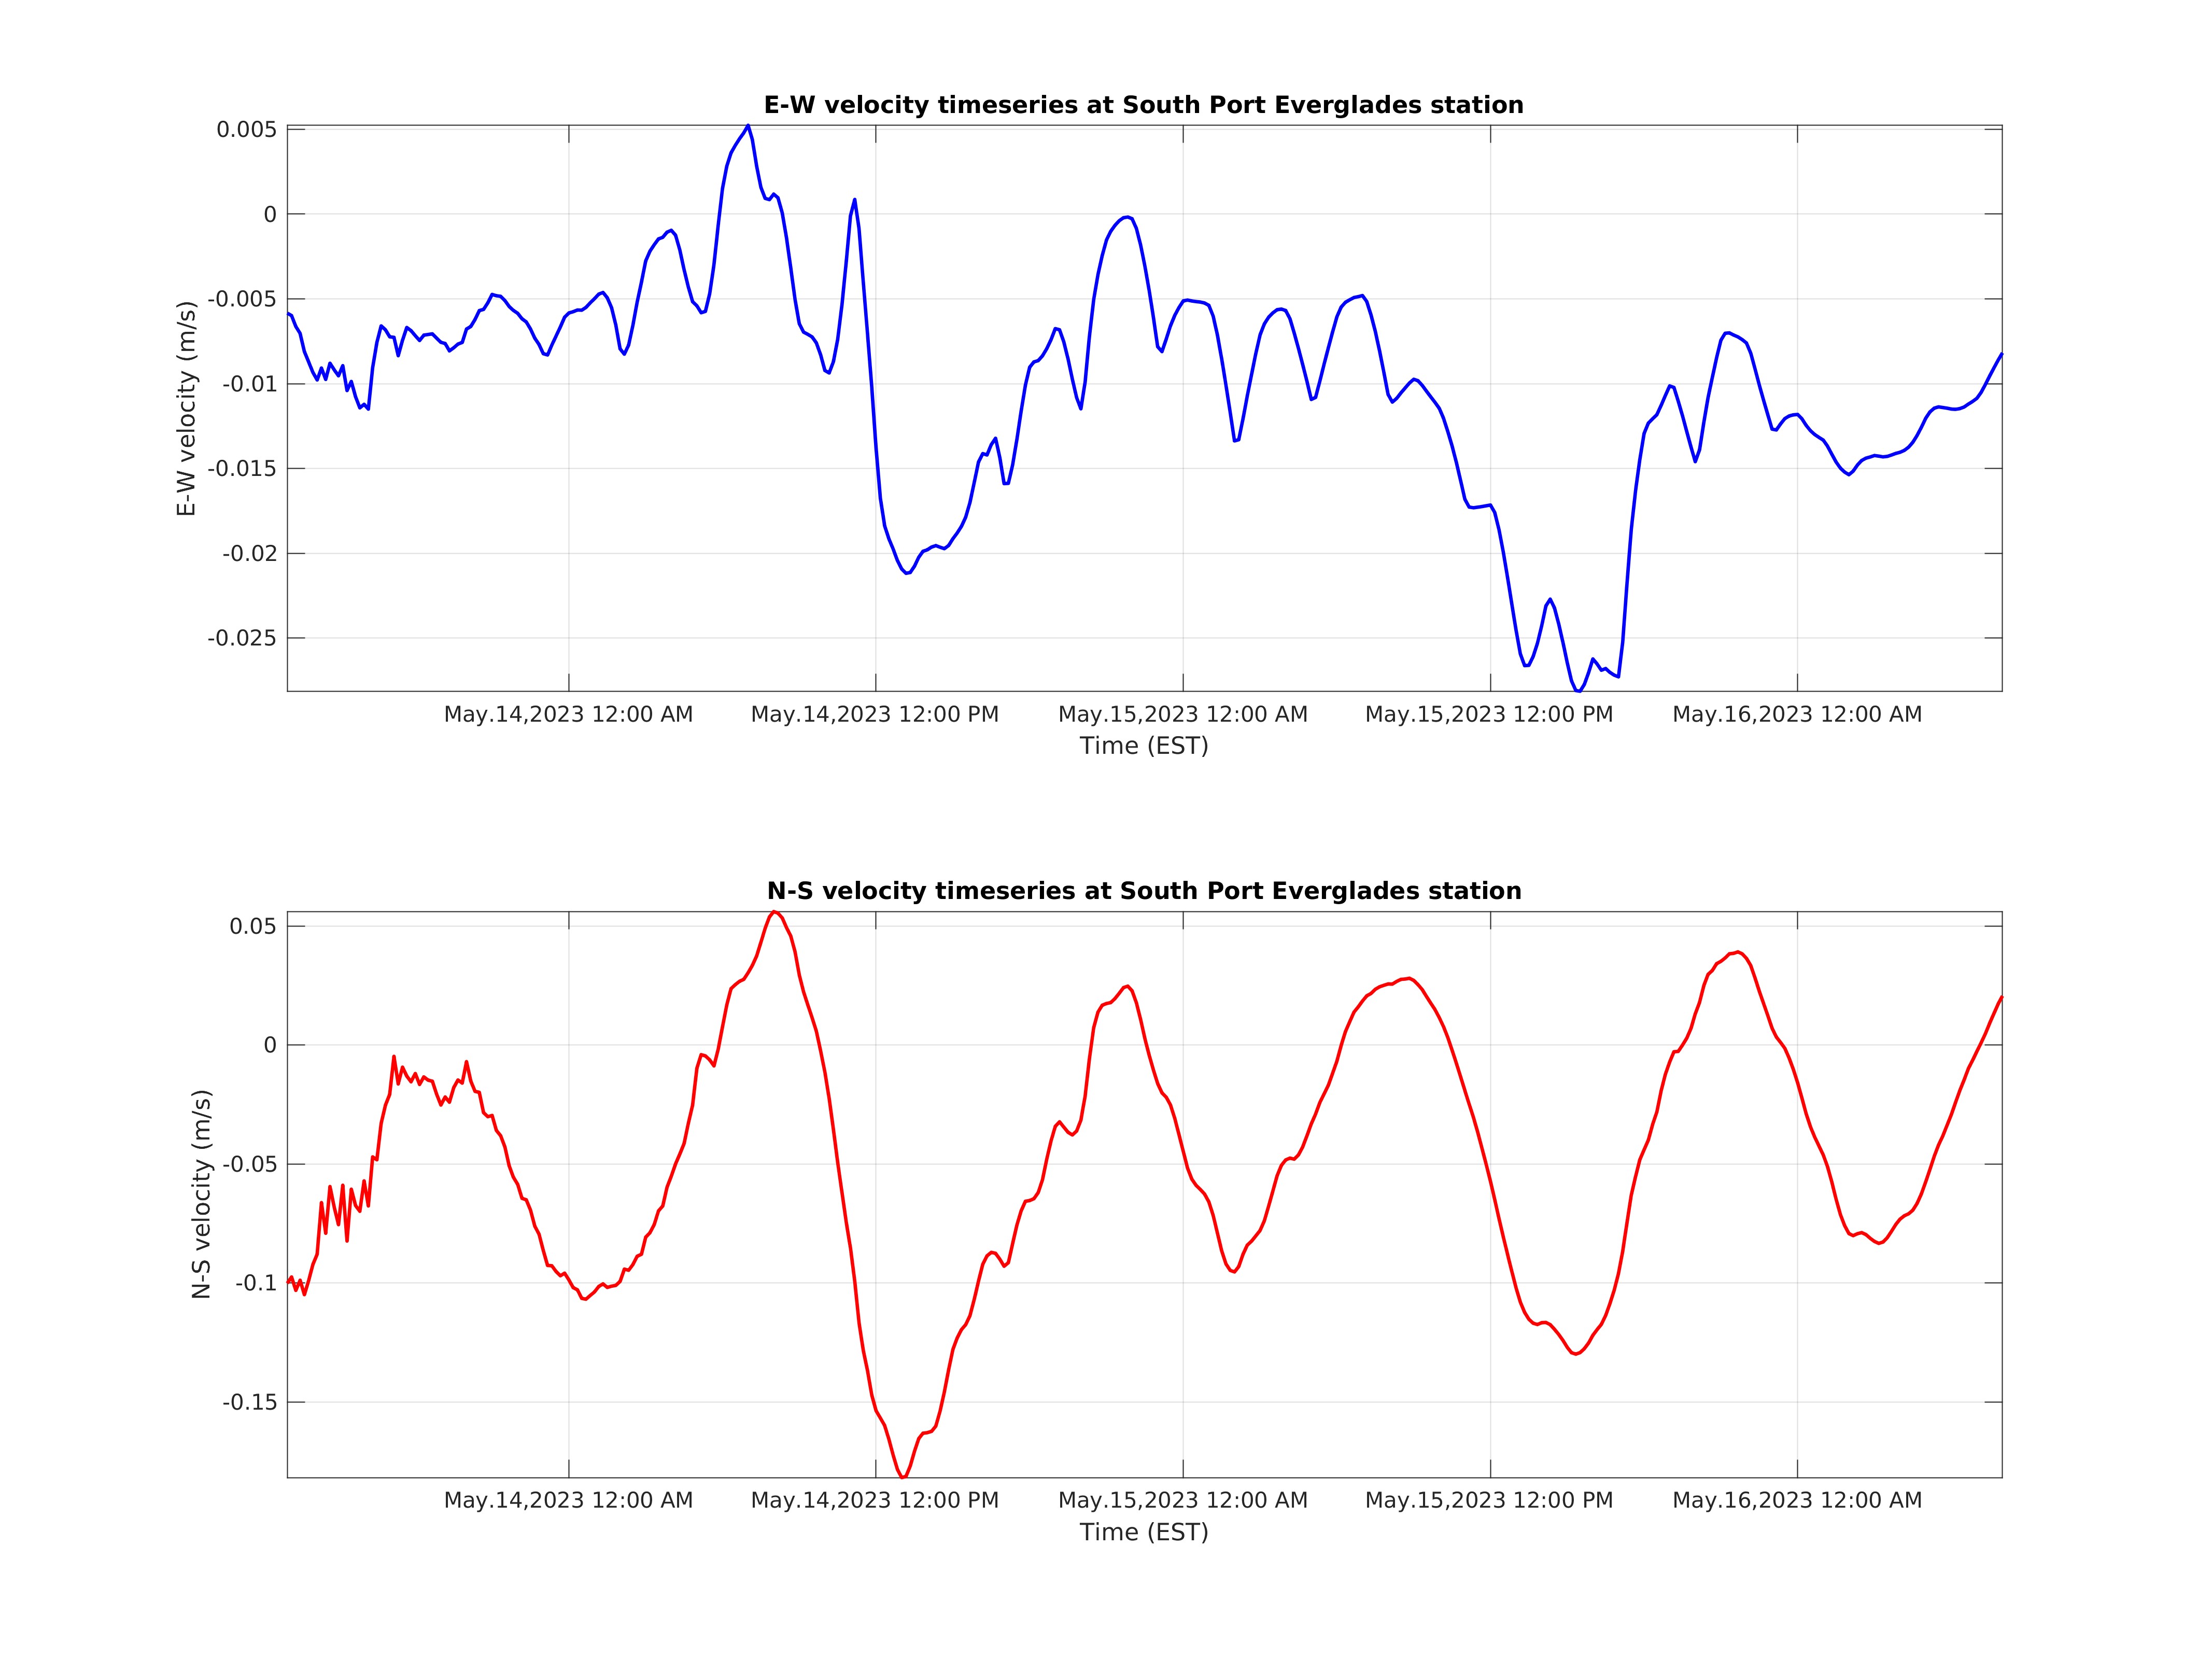 E-W velocity timeseries at South Port Everglades station
0.005
0
-0.005
-0.01
-0.015
-0.02
-0.025
E-W velocity (m/s)
May.14,2023 12:00 AM May.14,2023 12:00 PM May.15,2023 12:00 AM May.15,2023 12:00 PM May.16,2023 12:00 AM
Time (EST)
N-S velocity timeseries at South Port Everglades station
0.05
0
-0.05
-0.1
-0.15
N-S velocity (m/s)
May.14,2023 12:00 AM May.14,2023 12:00 PM May.15,2023 12:00 AM May.15,2023 12:00 PM May.16,2023 12:00 AM
Time (EST)